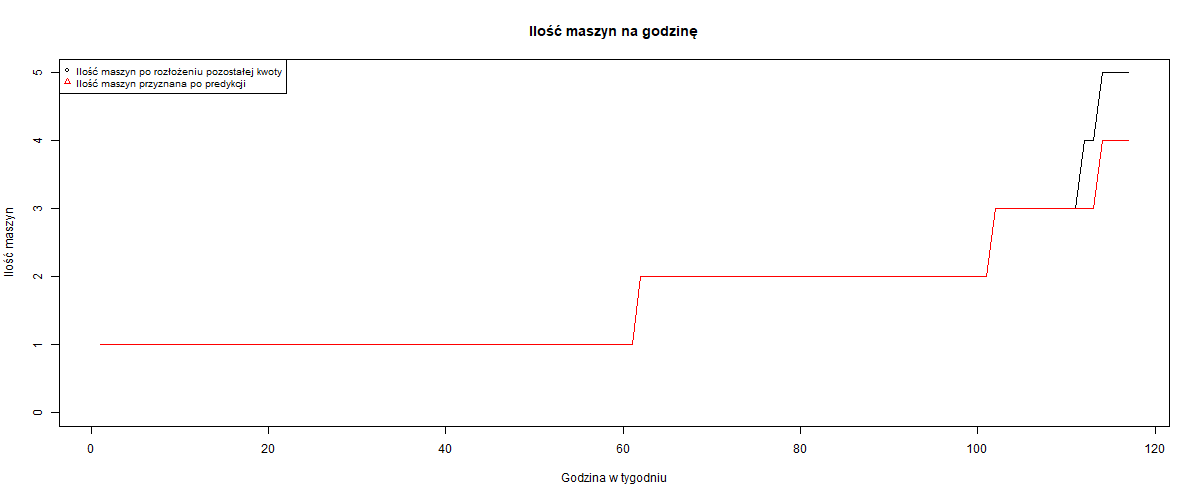 Ilość maszyn na godzinę
Ilość maszyn po rozłożeniu pozostałej kwoty
Ilość maszyn przyznana po predykcji
Ilość maszyn
5
4
3
2
1
0
0 20 40 60 80 100 120
Godzina w tygodniu